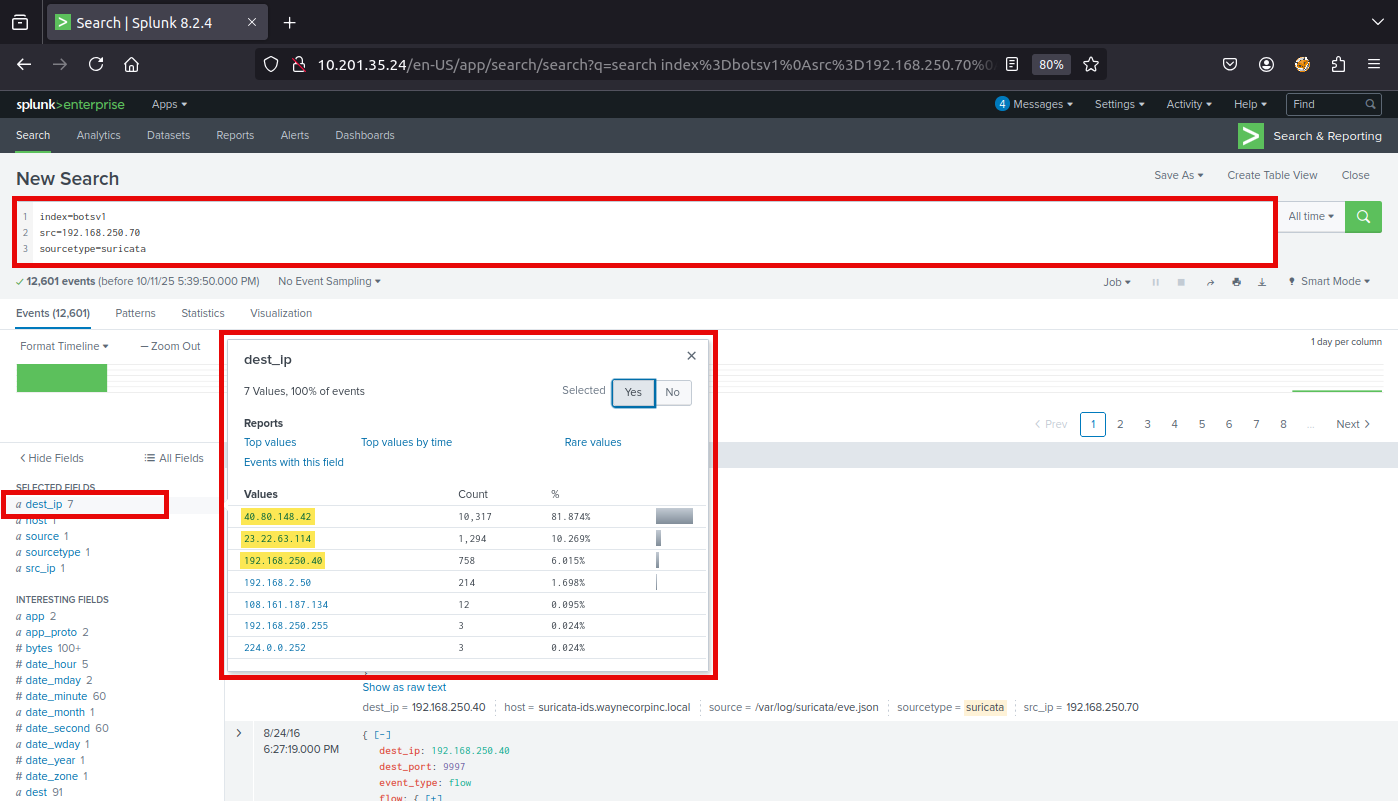 Search | Splunk 8.2.4
10.201.35.24/en-US/app/search/search?q=search index%3Dbotsv1%0Asrc%3D192.168.250.70%0
80%
splunk>enterprise Apps
4 Messages Settings Activity Help Find
Search Analytics Datasets Reports Alerts Dashboards
Search & Reporting
New Search
Save As Create Table View Close
1 index=botsv1
2 src=192.168.250.70
3 sourcetype=suricata
All time
12,601 events (before 10/11/25 5:39:50.000 PM) No Event Sampling
Job Smart Mode
Events (12,601) Patterns Statistics Visualization
Format Timeline — Zoom Out
1 day per column
dest_ip
7 Values, 100% of events
Selected Yes No
Reports
Top values Top values by time Rare values
Events with this field
Values Count %
40.80.148.42 10,317 81.874%
23.22.63.114 1,294 10.269%
192.168.250.40 758 6.015%
192.168.2.50 214 1.698%
108.161.187.134 12 0.095%
192.168.250.255 3 0.024%
224.0.0.252 3 0.024%
< Prev 1 2 3 4 5 6 7 8 ... Next >
< Hide Fields All Fields
SELECTED FIELDS
a dest_ip 7
a host 1
a source 1
a sourcetype 1
a src_ip 1
INTERESTING FIELDS
a app 2
a app_proto 2
# bytes 100+
# date_hour 5
# date_mday 2
# date_minute 60
a date_month 1
# date_second 60
a date_wday 1
# date_year 1
a date_zone 1
a dest 91
Show as raw text
dest_ip = 192.168.250.40 host = suricata-ids.waynecorpinc.local source = /var/log/suricata/eve.json sourcetype = suricata src_ip = 192.168.250.70
> 8/24/16
6:27:19.000 PM
{ [-]
dest_ip: 192.168.250.40
dest_port: 9997
event_type: flow
flow: { [+]